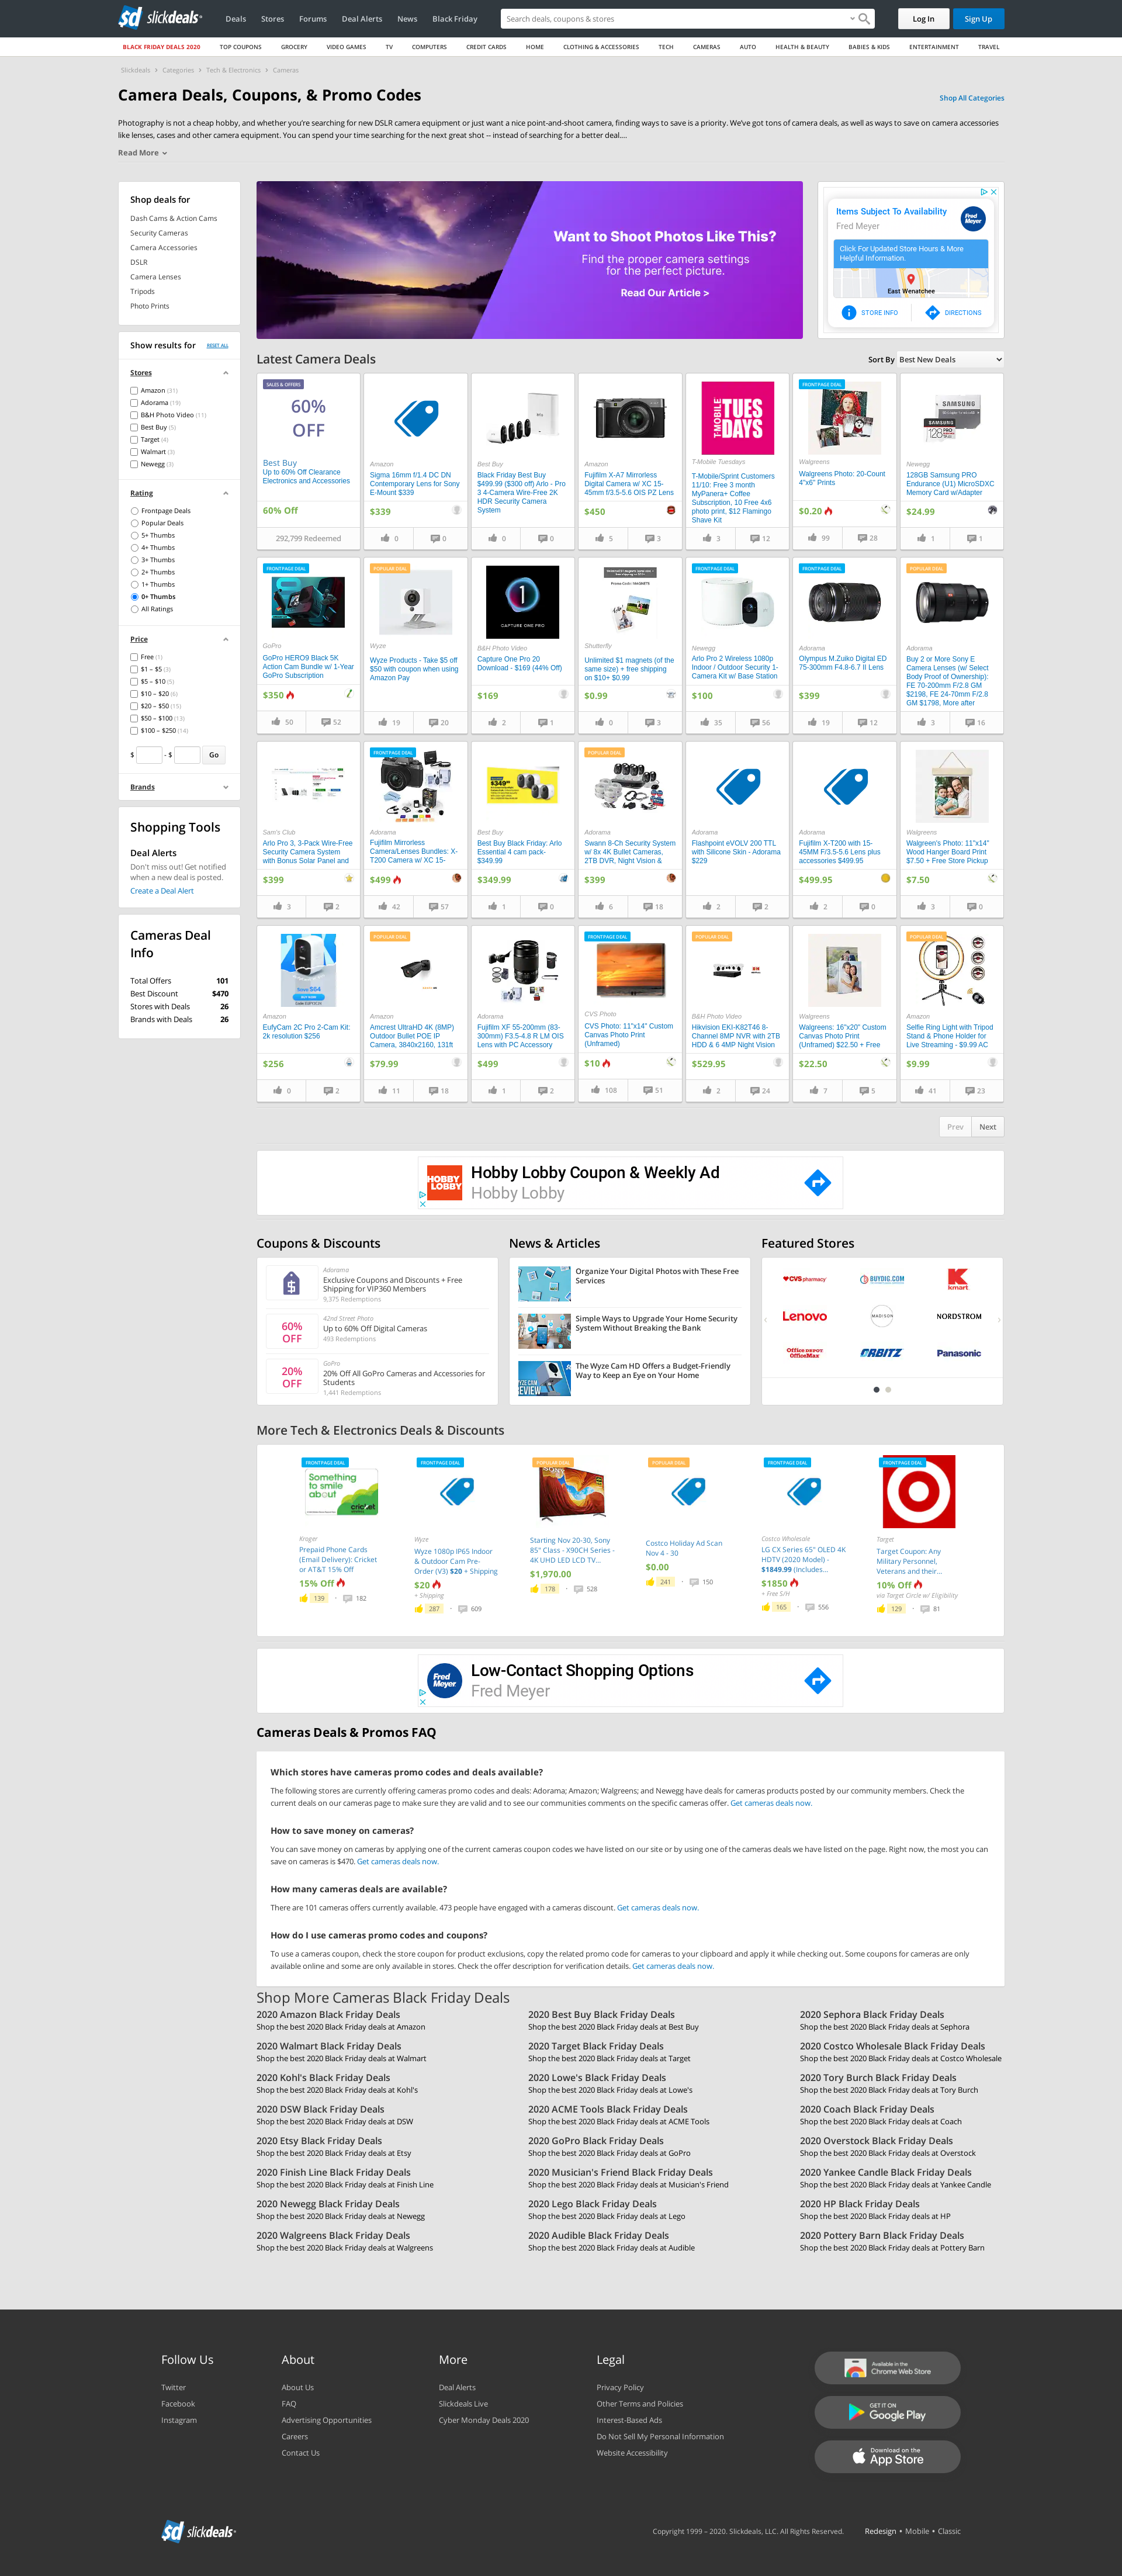 sd slickdeals
Deals Stores Forums Deal Alerts News Black Friday
Search deals, coupons & stores
Log In
Sign Up
BLACK FRIDAY DEALS 2020 TOP COUPONS GROCERY VIDEO GAMES TV COMPUTERS CREDIT CARDS HOME CLOTHING & ACCESSORIES TECH CAMERAS AUTO HEALTH & BEAUTY BABIES & KIDS ENTERTAINMENT TRAVEL
Slickdeals > Categories > Tech & Electronics > Cameras
Camera Deals, Coupons, & Promo Codes
Shop All Categories
Photography is not a cheap hobby, and whether you're searching for new DSLR camera equipment or just want a nice point-and-shoot camera, finding ways to save is a priority. We've got tons of camera deals, as well as ways to save on camera accessories
like lenses, cases and other camera equipment. You can spend your time searching for the next great shot -- instead of searching for a better deal....
Read More
Shop deals for
Dash Cams & Action Cams
Security Cameras
Camera Accessories
DSLR
Camera Lenses
Tripods
Photo Prints
Show results for
RESET ALL
Stores
Amazon (31)
Adorama (19)
B&H Photo Video (11)
Best Buy (5)
Target (4)
Walmart (3)
Newegg (3)
Rating
Frontpage Deals
Popular Deals
5+ Thumbs
4+ Thumbs
3+ Thumbs
2+ Thumbs
1+ Thumbs
0+ Thumbs
All Ratings
Price
Free (1)
$1 – $5 (3)
$5 – $10 (5)
$10 – $20 (6)
$20 – $50 (15)
$50 – $100 (13)
$100 – $250 (14)
$ - $ Go
Brands
Shopping Tools
Deal Alerts
Don't miss out! Get notified
when a new deal is posted.
Create a Deal Alert
Cameras Deal
Info
Total Offers 101
Best Discount $470
Stores with Deals 26
Brands with Deals 26
Want to Shoot Photos Like This?
Find the proper camera settings
for the perfect picture.
Read Our Article >
Items Subject To Availability
Fred Meyer
Fred Meyer
Click For Updated Store Hours & More
Helpful Information.
East Wenatchee
STORE INFO
DIRECTIONS
Latest Camera Deals
Sort By Best New Deals
SALES & OFFERS
60%
OFF
Best Buy
Up to 60% Off Clearance
Electronics and Accessories
60% Off
292,799 Redeemed
Amazon
Sigma 16mm f/1.4 DC DN
Contemporary Lens for Sony
E-Mount $339
$339
0 0
Best Buy
Black Friday Best Buy
$499.99 ($300 off) Arlo - Pro
3 4-Camera Wire-Free 2K
HDR Security Camera
System
0 0
Amazon
Fujifilm X-A7 Mirrorless
Digital Camera w/ XC 15-
45mm f/3.5-5.6 OIS PZ Lens
$450
5 3
T-MOBILE TUESDAYS
T-Mobile Tuesdays
T-Mobile/Sprint Customers
11/10: Free 3 month
MyPanera+ Coffee
Subscription, 10 Free 4x6
photo print, $12 Flamingo
Shave Kit
3 12
FRONTPAGE DEAL
Walgreens
Walgreens Photo: 20-Count
4"x6" Prints
$0.20
99 28
SAMSUNG
128
Newegg
128GB Samsung PRO
Endurance (U1) MicroSDXC
Memory Card w/Adapter
$24.99
1 1
FRONTPAGE DEAL
GoPro
GoPro HERO9 Black 5K
Action Cam Bundle w/ 1-Year
GoPro Subscription
$350
50 52
POPULAR DEAL
Wyze
Wyze Products - Take $5 off
$50 with coupon when using
Amazon Pay
19 20
1
CAPTURE ONE PRO
B&H Photo Video
Capture One Pro 20
Download - $169 (44% Off)
$169
2 1
Shutterfly
Unlimited $1 magnets (of the
same size) + free shipping
on $10+ $0.99
$0.99
0 3
FRONTPAGE DEAL
Newegg
Arlo Pro 2 Wireless 1080p
Indoor / Outdoor Security 1-
Camera Kit w/ Base Station
$100
35 56
FRONTPAGE DEAL
Adorama
Olympus M.Zuiko Digital ED
75-300mm F4.8-6.7 II Lens
$399
19 12
POPULAR DEAL
Adorama
Buy 2 or More Sony E
Camera Lenses (w/ Select
Body Proof of Ownership):
FE 70-200mm F/2.8 GM
$2198, FE 24-70mm F/2.8
GM $1798, More after
3 16
Sam's Club
Arlo Pro 3, 3-Pack Wire-Free
Security Camera System
with Bonus Solar Panel and
$399
3 2
FRONTPAGE DEAL
Adorama
Fujifilm Mirrorless
Camera/Lenses Bundles: X-
T200 Camera w/ XC 15-
$499
42 57
Best Buy
Best Buy Black Friday: Arlo
Essential 4 cam pack-
$349.99
$349.99
1 0
POPULAR DEAL
Adorama
Swann 8-Ch Security System
w/ 8x 4K Bullet Cameras,
2TB DVR, Night Vision &
$399
6 18
Adorama
Flashpoint eVOLV 200 TTL
with Silicone Skin - Adorama
$229
2 2
Adorama
Fujifilm X-T200 with 15-
45MM F/3.5-5.6 Lens plus
accessories $499.95
$499.95
2 0
Walgreens
Walgreen's Photo: 11"x14"
Wood Hanger Board Print
$7.50 + Free Store Pickup
$7.50
3 0
save $64
Amazon
EufyCam 2C Pro 2-Cam Kit:
2k resolution $256
$256
0 2
POPULAR DEAL
Amazon
Amcrest UltraHD 4K (8MP)
Outdoor Bullet POE IP
Camera, 3840x2160, 131ft
$79.99
11 18
Adorama
Fujifilm XF 55-200mm (83-
300mm) F3.5-4.8 R LM OIS
Lens with PC Accessory
$499
1 2
FRONTPAGE DEAL
CVS Photo
CVS Photo: 11"x14" Custom
Canvas Photo Print
(Unframed)
$10
108 51
POPULAR DEAL
B&H Photo Video
Hikvision EKI-K82T46 8-
Channel 8MP NVR with 2TB
HDD & 6 4MP Night Vision
$529.95
2 24
Walgreens
Walgreens: 16"x20" Custom
Canvas Photo Print
(Unframed) $22.50 + Free
$22.50
7 5
POPULAR DEAL
Amazon
Selfie Ring Light with Tripod
Stand & Phone Holder for
Live Streaming - $9.99 AC
$9.99
41 23
Prev Next
HOBBY LOBBY
Hobby Lobby Coupon & Weekly Ad
Hobby Lobby
Coupons & Discounts
Adorama
Exclusive Coupons and Discounts + Free
Shipping for VIP360 Members
9,375 Redemptions
60%
OFF
42nd Street Photo
Up to 60% Off Digital Cameras
493 Redemptions
20%
OFF
GoPro
20% Off All GoPro Cameras and Accessories for
Students
1,441 Redemptions
News & Articles
Organize Your Digital Photos with These Free
Services
Simple Ways to Upgrade Your Home Security
System Without Breaking the Bank
The Wyze Cam HD Offers a Budget-Friendly
Way to Keep an Eye on Your Home
Featured Stores
CVS pharmacy
BUYDIG.COM
kmart
Lenovo
MADISON
NORDSTROM
Office DEPOT
OfficeMax
ORBITZ
Panasonic
More Tech & Electronics Deals & Discounts
FRONTPAGE DEAL
Something
to smile
about
cricket
Kroger
Prepaid Phone Cards
(Email Delivery): Cricket
or AT&T 15% Off
15% Off
139 182
FRONTPAGE DEAL
Wyze
Wyze 1080p IP65 Indoor
& Outdoor Cam Pre-
Order (V3) $20 + Shipping
$20
+ Shipping
287 609
POPULAR DEAL
Starting Nov 20-30, Sony
85" Class - X90CH Series -
4K UHD LED LCD TV...
$1,970.00
178 528
POPULAR DEAL
Costco Holiday Ad Scan
Nov 4 - 30
$0.00
241 150
FRONTPAGE DEAL
Costco Wholesale
LG CX Series 65" OLED 4K
HDTV (2020 Model) -
$1849.99 (Includes...
$1850
+ Free S/H
165 556
FRONTPAGE DEAL
Target
Target Coupon: Any
Military Personnel,
Veterans and their...
10% Off
via Target Circle w/ Eligibility
129 81
Fred Meyer
Low-Contact Shopping Options
Fred Meyer
Cameras Deals & Promos FAQ
Which stores have cameras promo codes and deals available?
The following stores are currently offering cameras promo codes and deals: Adorama; Amazon; Walgreens; and Newegg have deals for cameras products posted by our community members. Check the
current deals on our cameras page to make sure they are valid and to see our communities comments on the specific cameras offer. Get cameras deals now.
How to save money on cameras?
You can save money on cameras by applying one of the current cameras coupon codes we have listed on our site or by using one of the cameras deals we have listed on the page. Right now, the most you can
save on cameras is $470. Get cameras deals now.
How many cameras deals are available?
There are 101 cameras offers currently available. 473 people have engaged with a cameras discount. Get cameras deals now.
How do I use cameras promo codes and coupons?
To use a cameras coupon, check the store coupon for product exclusions, copy the related promo code for cameras to your clipboard and apply it while checking out. Some coupons for cameras are only
available online and some are only available in stores. Check the offer description for verification details. Get cameras deals now.
Shop More Cameras Black Friday Deals
2020 Amazon Black Friday Deals
Shop the best 2020 Black Friday deals at Amazon
2020 Best Buy Black Friday Deals
Shop the best 2020 Black Friday deals at Best Buy
2020 Sephora Black Friday Deals
Shop the best 2020 Black Friday deals at Sephora
2020 Walmart Black Friday Deals
Shop the best 2020 Black Friday deals at Walmart
2020 Target Black Friday Deals
Shop the best 2020 Black Friday deals at Target
2020 Costco Wholesale Black Friday Deals
Shop the best 2020 Black Friday deals at Costco Wholesale
2020 Kohl's Black Friday Deals
Shop the best 2020 Black Friday deals at Kohl's
2020 Lowe's Black Friday Deals
Shop the best 2020 Black Friday deals at Lowe's
2020 Tory Burch Black Friday Deals
Shop the best 2020 Black Friday deals at Tory Burch
2020 DSW Black Friday Deals
Shop the best 2020 Black Friday deals at DSW
2020 ACME Tools Black Friday Deals
Shop the best 2020 Black Friday deals at ACME Tools
2020 Coach Black Friday Deals
Shop the best 2020 Black Friday deals at Coach
2020 Etsy Black Friday Deals
Shop the best 2020 Black Friday deals at Etsy
2020 GoPro Black Friday Deals
Shop the best 2020 Black Friday deals at GoPro
2020 Overstock Black Friday Deals
Shop the best 2020 Black Friday deals at Overstock
2020 Finish Line Black Friday Deals
Shop the best 2020 Black Friday deals at Finish Line
2020 Musician's Friend Black Friday Deals
Shop the best 2020 Black Friday deals at Musician's Friend
2020 Yankee Candle Black Friday Deals
Shop the best 2020 Black Friday deals at Yankee Candle
2020 Newegg Black Friday Deals
Shop the best 2020 Black Friday deals at Newegg
2020 Lego Black Friday Deals
Shop the best 2020 Black Friday deals at Lego
2020 HP Black Friday Deals
Shop the best 2020 Black Friday deals at HP
2020 Walgreens Black Friday Deals
Shop the best 2020 Black Friday deals at Walgreens
2020 Audible Black Friday Deals
Shop the best 2020 Black Friday deals at Audible
2020 Pottery Barn Black Friday Deals
Shop the best 2020 Black Friday deals at Pottery Barn
Follow Us
Twitter
Facebook
Instagram
About
About Us
FAQ
Advertising Opportunities
Careers
Contact Us
More
Deal Alerts
Slickdeals Live
Cyber Monday Deals 2020
Legal
Privacy Policy
Other Terms and Policies
Interest-Based Ads
Do Not Sell My Personal Information
Website Accessibility
Available in the
Chrome Web Store
GET IT ON
Google Play
Download on the
App Store
sd slickdeals
Copyright 1999 – 2020. Slickdeals, LLC. All Rights Reserved.
Redesign • Mobile • Classic